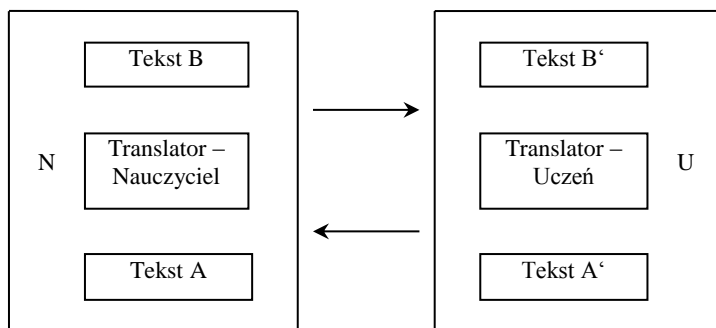 Tekst B
N
Translator –
Nauczyciel
Tekst A
Tekst B‘
Translator –
Uczeń
U
Tekst A‘